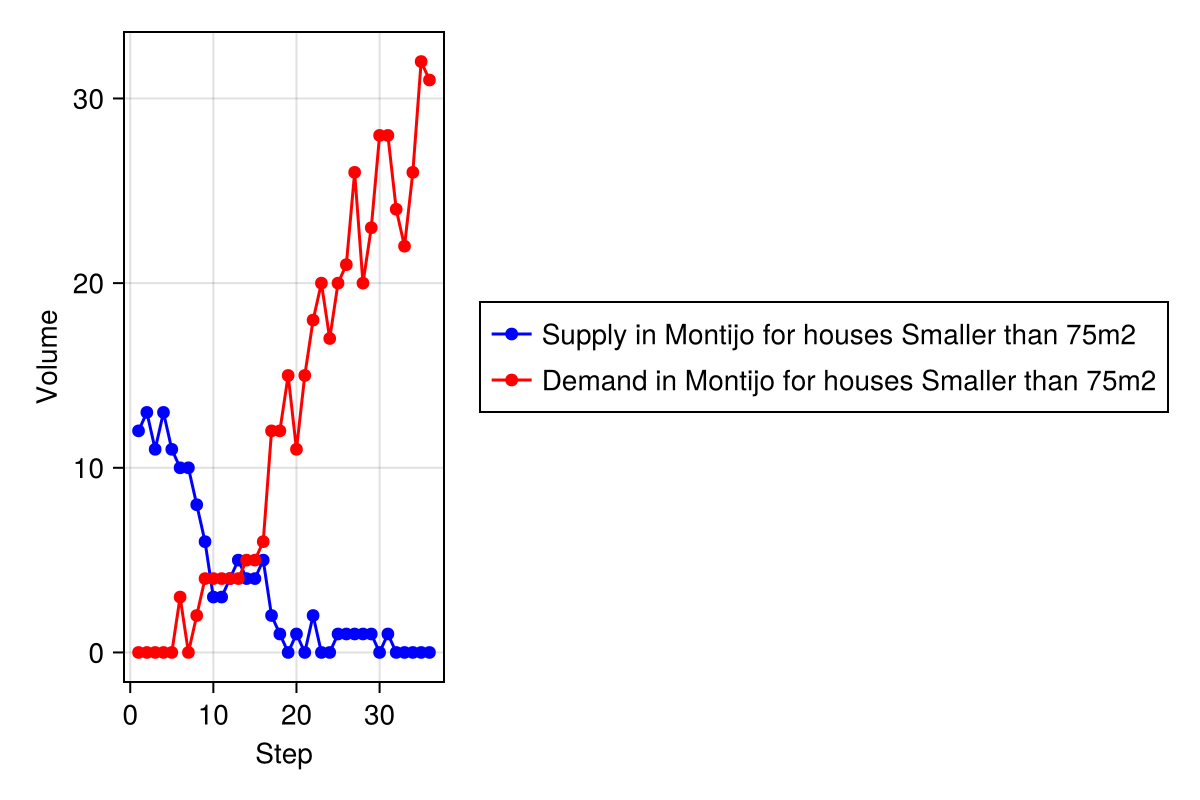 30
20
10
0
Volume
0 10 20 30
Step
Supply in Montijo for houses Smaller than 75m2
Demand in Montijo for houses Smaller than 75m2